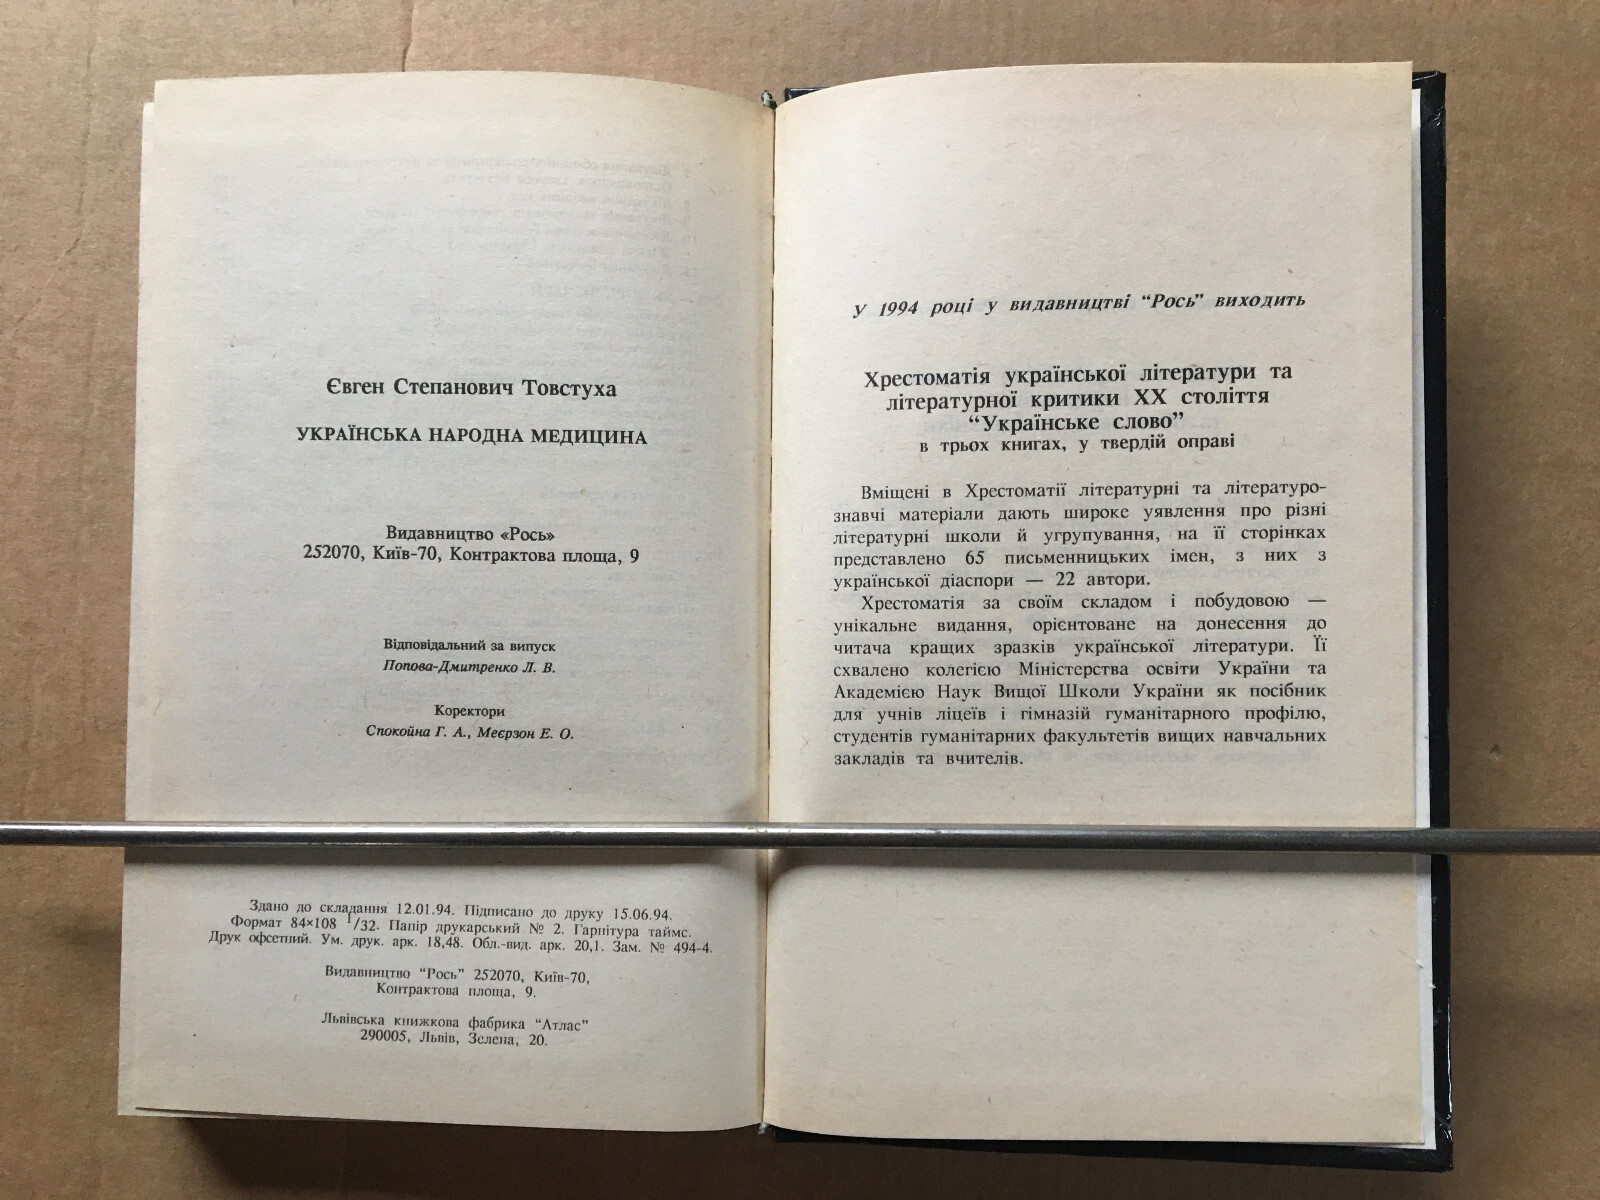 Євген Степанович Товстуха
УКРАЇНСЬКА НАРОДНА МЕДИЦИНА
Видавництво «Рось»
252070, Київ-70, Контрактова площа, 9
Відповідальний за випуск
Попова-Дмитренко Л. В.
Коректори
Спокойна Г. А., Меєрзон Е. О.
Здано до складання 12.01.94. Підписано до друку 15.06.94.
Формат 84×108 1/32. Папір друкарський № 2. Гарнітура таймс.
Друк офсетний. Ум. друк. арк. 18,48. Обл.-вид. арк. 20,1. Зам. № 494-4.
Видавництво “Рось” 252070, Київ-70,
Контрактова площа, 9.
Львівська книжкова фабрика “Атлас”
290005, Львів, Зелена, 20.
У 1994 році у видавництві “Рось” виходить
Хрестоматія української літератури та
літературної критики XX століття
“Українське слово”
в трьох книгах, у твердій оправі
Вміщені в Хрестоматії літературні та літературо-
знавчі матеріали дають широке уявлення про різні
літературні школи й угрупування, на її сторінках
представлено 65 письменницьких імен, з них з
української діаспори — 22 автори.
Хрестоматія за своїм складом і побудовою —
унікальне видання, орієнтоване на донесення до
читача кращих зразків української літератури. Її
схвалено колегією Міністерства освіти України та
Академією Наук Вищої Школи України як посібник
для учнів ліцеїв і гімназій гуманітарного профілю,
студентів гуманітарних факультетів вищих навчальних
закладів та вчителів.